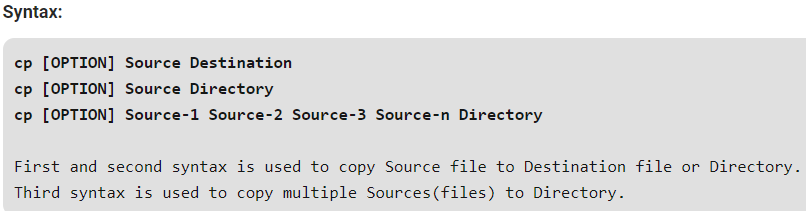 Syntax:
cp [OPTION] Source Destination
cp [OPTION] Source Directory
cp [OPTION] Source-1 Source-2 Source-3 Source-n Directory
First and second syntax is used to copy Source file to Destination file or Directory.
Third syntax is used to copy multiple Sources(files) to Directory.